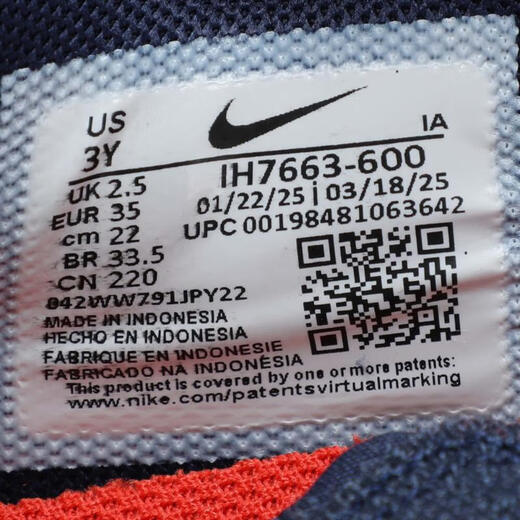 US
3Y
IA
UK 2.5
EUR 35
cm 22
BR 33.5
CN 220
IH7663-600
01/22/25 | 03/18/25
UPC 00198481063642
042WW791JPY22
MADE IN INDONESIA
HECHO EN INDONESIA
FABRIQUE EN INDONESIE
FABRICADO NA INDONESIA
This product is covered by one or more patents:
www.nike.com/patentsvirtualmarking